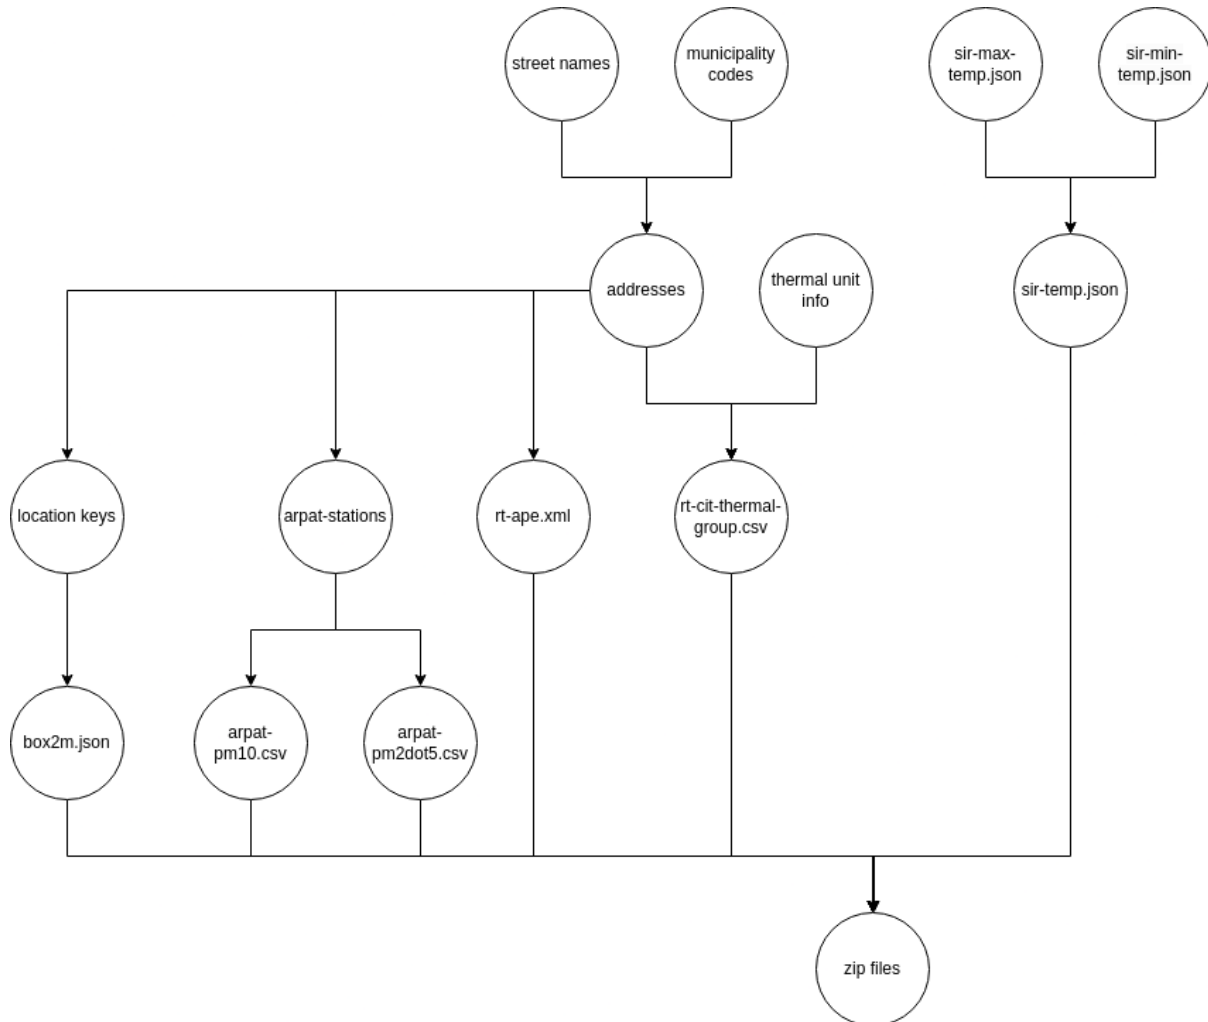 street names
municipality
codes
sir-max-
temp.json
sir-min-
temp.json
addresses
thermal unit
info
sir-temp.json
location keys
arpat-stations
rt-ape.xml
rt-cit-thermal-
group.csv
box2m.json
arpat-
pm10.csv
arpat-
pm2dot5.csv
zip files